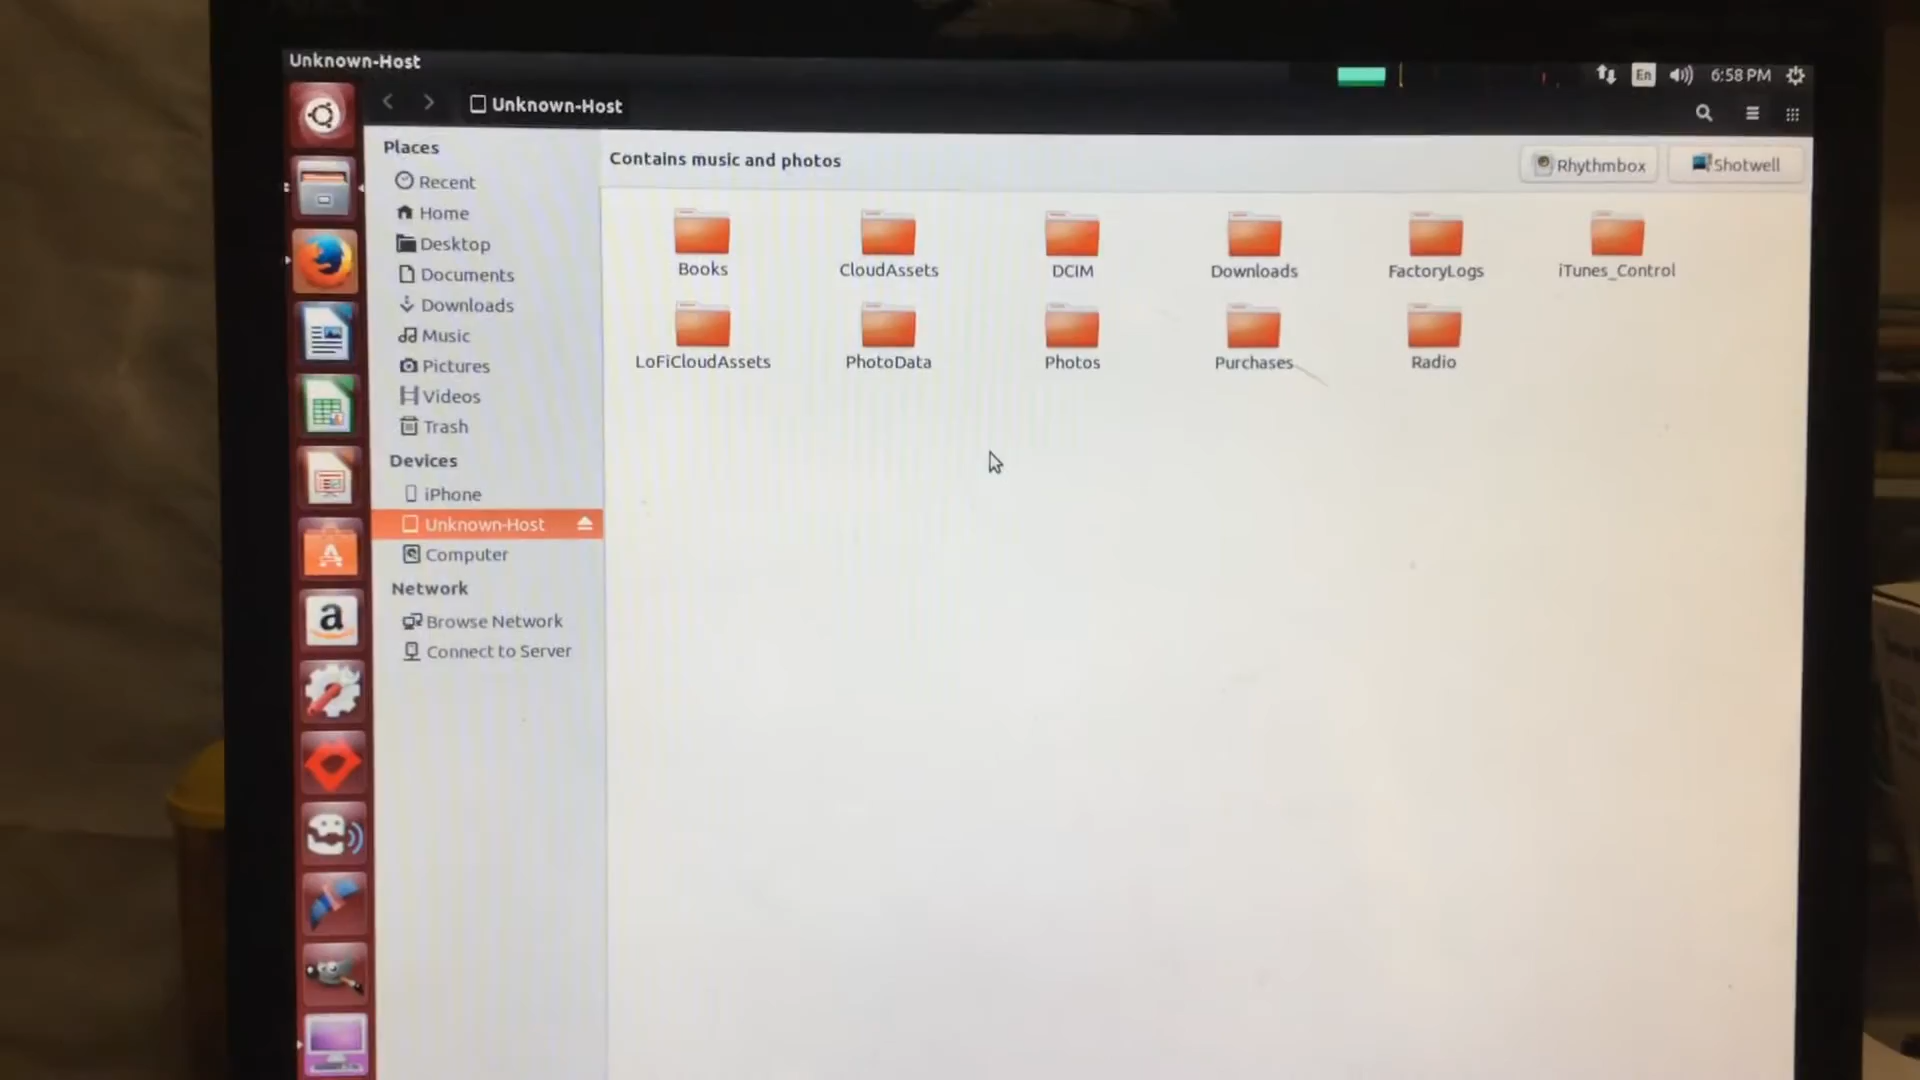 Unknown-Host
En 6:58 PM
Unknown-Host
Places
Recent
Home
Desktop
Documents
Downloads
Music
Pictures
Videos
Trash
Devices
iPhone
Unknown-Host
Computer
Network
Browse Network
Connect to Server
Contains music and photos
Rhythmbox
Shotwell
Books
CloudAssets
DCIM
Downloads
FactoryLogs
iTunes_Control
LoFiCloudAssets
PhotoData
Photos
Purchases
Radio
a